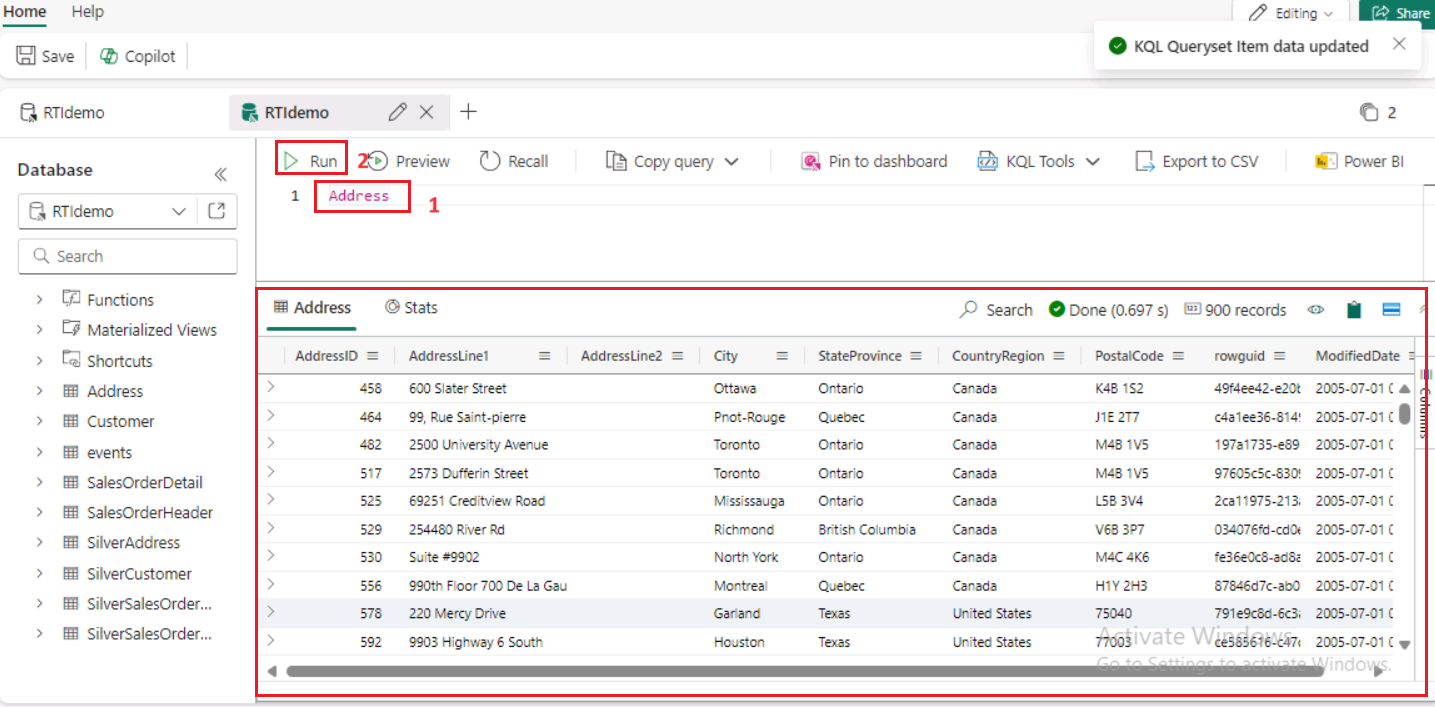 Home Help Editing Share
KQL Queryset Item data updated
Save Copilot
RTIdemo RTIdemo 2
Database Run 2 Preview Recall Copy query Pin to dashboard KQL Tools Export to CSV Power BI
1 Address 1
RTIdemo
Search
Functions
Materialized Views
Shortcuts
Address
Customer
events
SalesOrderDetail
SalesOrderHeader
SilverAddress
SilverCustomer
SilverSalesOrder...
SilverSalesOrder...
Address Stats Search Done (0.697 s) 123 900 records
AddressID AddressLine1 AddressLine2 City StateProvince CountryRegion PostalCode rowguid ModifiedDate
458 600 Slater Street Ottawa Ontario Canada K4B 1S2 49f4ee42-e20b 2005-07-01 0
464 99, Rue Saint-pierre Pnot-Rouge Quebec Canada J1E 2T7 c4a1ee36-8149 2005-07-01 0
482 2500 University Avenue Toronto Ontario Canada M4B 1V5 197a1735-e89 2005-07-01 0
517 2573 Dufferin Street Toronto Ontario Canada M4B 1V5 97605c5c-8309 2005-07-01 0
525 69251 Creditview Road Mississauga Ontario Canada L5B 3V4 2ca11975-213 2005-07-01 0
529 254480 River Rd Richmond British Columbia Canada V6B 3P7 034076fd-cd0e 2005-07-01 0
530 Suite #9902 North York Ontario Canada M4C 4K6 fe36e0c8-ad8a 2005-07-01 0
556 990th Floor 700 De La Gau Montreal Quebec Canada H1Y 2H3 87846d7c-ab0 2005-07-01 0
578 220 Mercy Drive Garland Texas United States 75040 791e9c8d-6c3 2005-07-01 0
592 9903 Highway 6 South Houston Texas United States 77003 ce585616-c47 2005-07-01 0
Columns
Activate Windows
Go to Settings to activate Windows.